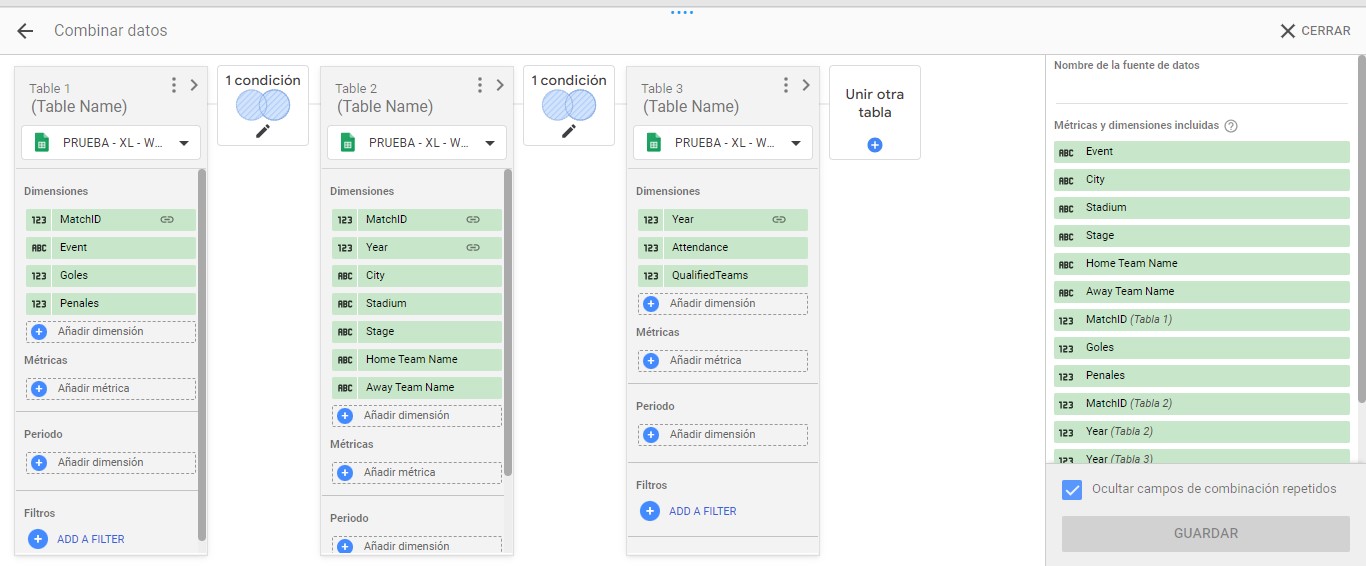 Combinar datos
CERRAR
Table 1
(Table Name)
PRUEBA - XL - W...
Dimensiones
123 MatchID
ABC Event
123 Goles
123 Penales
Añadir dimensión
Métricas
Añadir métrica
Periodo
Añadir dimensión
Filtros
ADD A FILTER
1 condición
Table 2
(Table Name)
PRUEBA - XL - W...
Dimensiones
123 MatchID
123 Year
ABC City
ABC Stadium
ABC Stage
ABC Home Team Name
ABC Away Team Name
Añadir dimensión
Métricas
Añadir métrica
Periodo
Añadir dimensión
1 condición
Table 3
(Table Name)
PRUEBA - XL - W...
Dimensiones
123 Year
123 Attendance
123 QualifiedTeams
Añadir dimensión
Métricas
Añadir métrica
Periodo
Añadir dimensión
Filtros
ADD A FILTER
Unir otra
tabla
Nombre de la fuente de datos
Métricas y dimensiones incluidas
ABC Event
ABC City
ABC Stadium
ABC Stage
ABC Home Team Name
ABC Away Team Name
123 MatchID (Tabla 1)
123 Goles
123 Penales
123 MatchID (Tabla 2)
123 Year (Tabla 2)
123 Year (Tabla 3)
Ocultar campos de combinación repetidos
GUARDAR